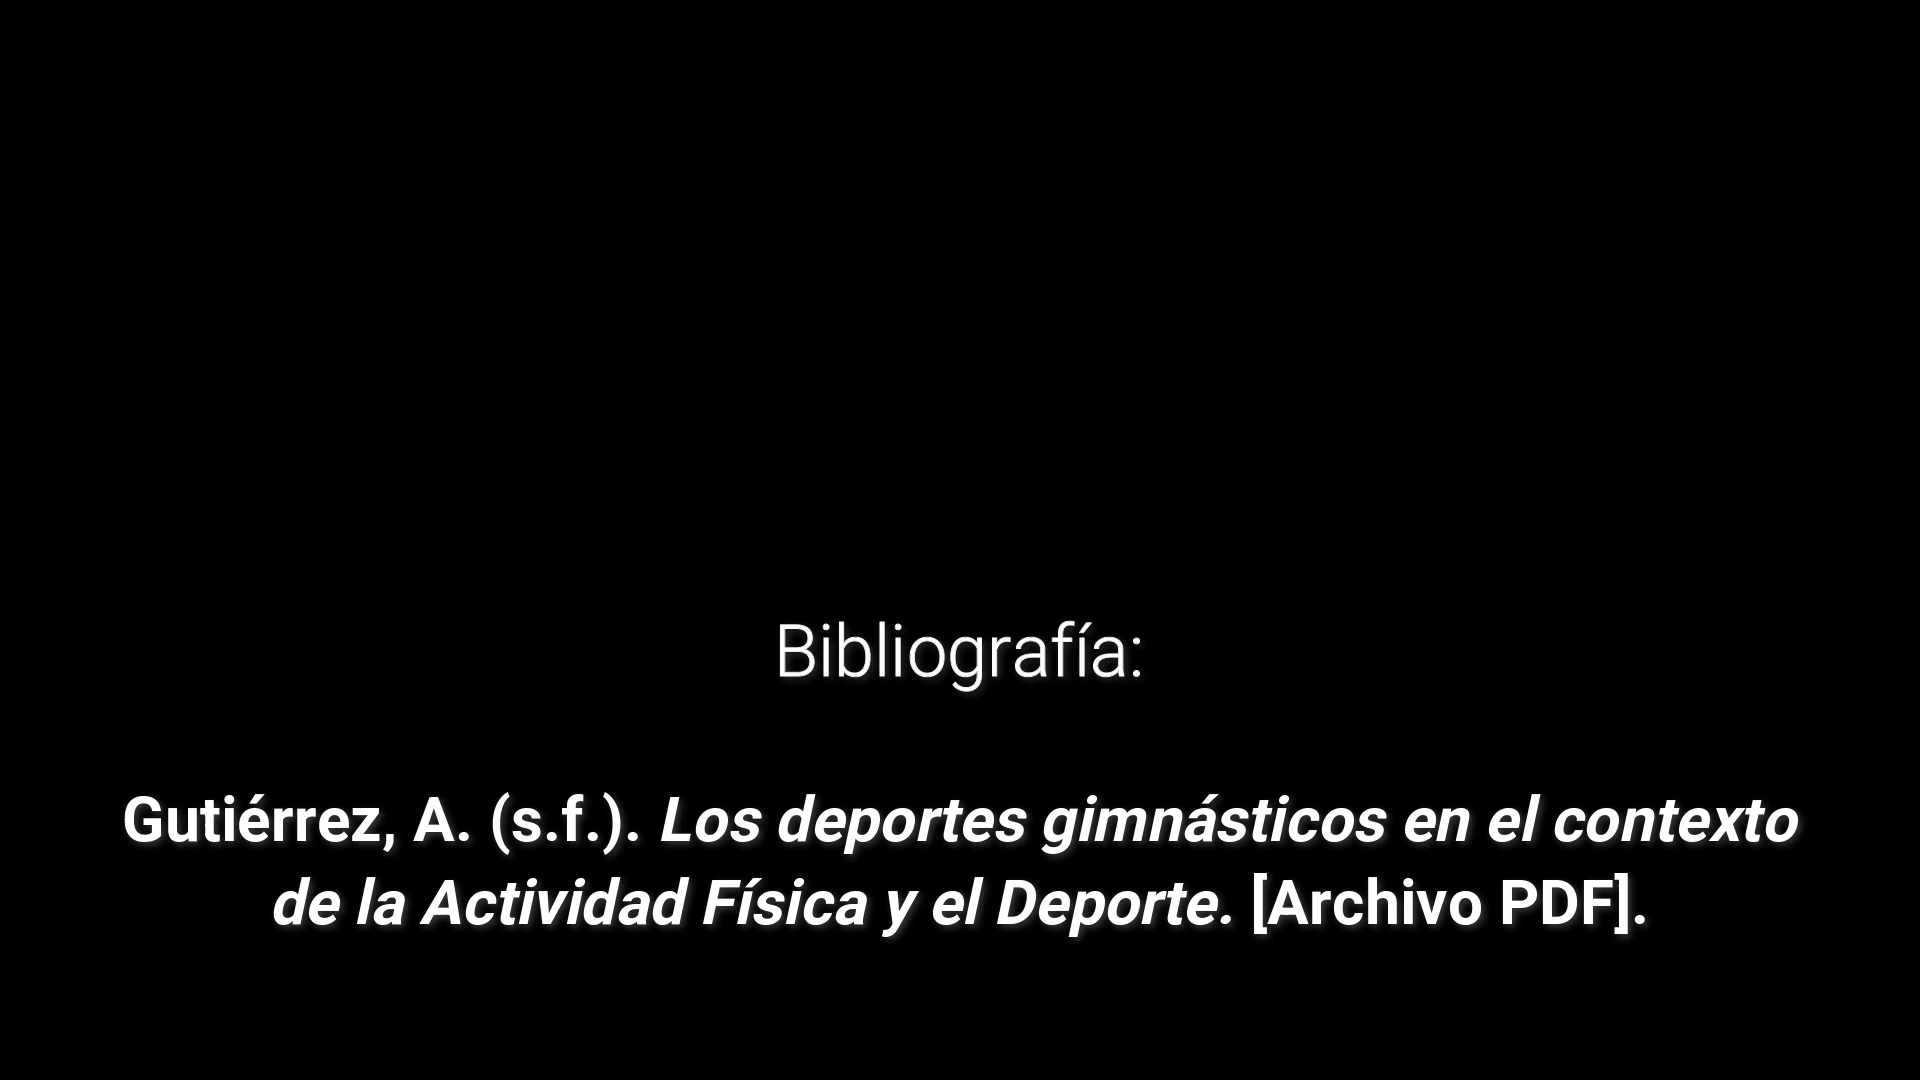 Bibliografía:
Gutiérrez, A. (s.f.). Los deportes gimnásticos en el contexto
de la Actividad Física y el Deporte. [Archivo PDF].